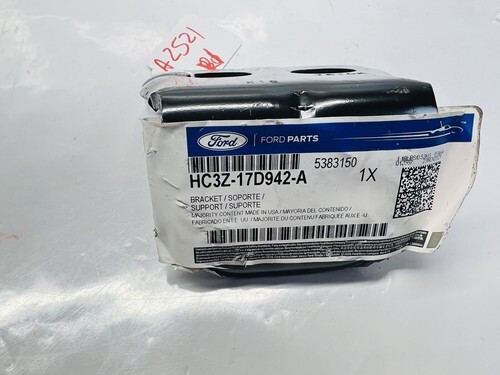 A2521
Ford
FORD PARTS
5383150
HC3Z-17D942-A
1X
BRACKET / SOPORTE /
SUPPORT / SUPORTE
MAJORITY CONTENT MADE IN USA / MAYORIA DEL CONTENIDO /
FABRICADO EN E. UU / MAJORITE DU CONTENU FABRIQUÉE AUX E.-U.